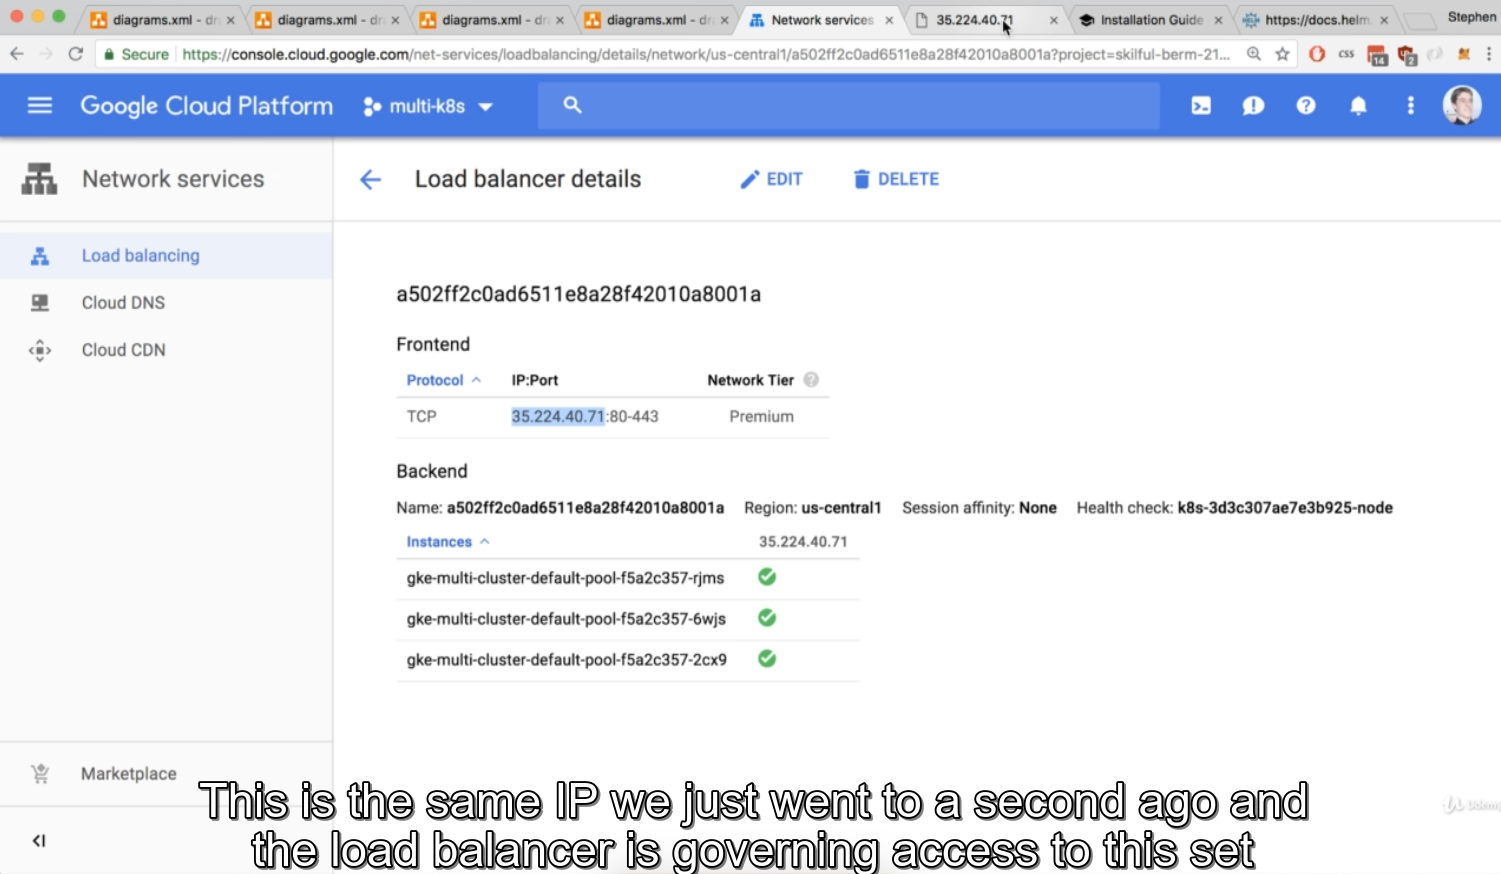 diagrams.xml - dr
diagrams.xml - dr
diagrams.xml - dr
diagrams.xml - dr
Network services
35.224.40.71
Installation Guide
https://docs.helm.
Stephen
Secure
https://console.cloud.google.com/net-services/loadbalancing/details/network/us-central1/a502ff2c0ad6511e8a28f42010a8001a?project=skilful-berm-21...
css
14
2
Google Cloud Platform
multi-k8s
Network services
Load balancer details
EDIT
DELETE
Load balancing
Cloud DNS
Cloud CDN
a502ff2c0ad6511e8a28f42010a8001a
Frontend
Protocol IP:Port Network Tier
TCP 35.224.40.71:80-443 Premium
Backend
Name: a502ff2c0ad6511e8a28f42010a8001a Region: us-central1 Session affinity: None Health check: k8s-3d3c307ae7e3b925-node
Instances 35.224.40.71
gke-multi-cluster-default-pool-f5a2c357-rjms
gke-multi-cluster-default-pool-f5a2c357-6wjs
gke-multi-cluster-default-pool-f5a2c357-2cx9
Marketplace
This is the same IP we just went to a second ago and
the load balancer is governing access to this set
Udemy